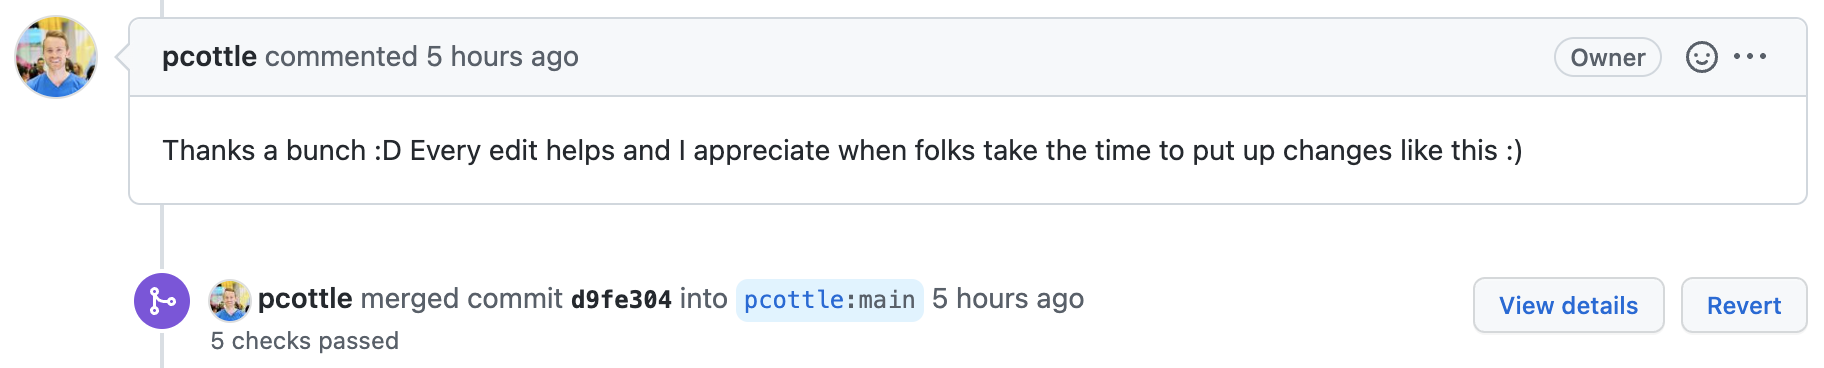 pcottle commented 5 hours ago Owner
Thanks a bunch :D Every edit helps and I appreciate when folks take the time to put up changes like this :)
pcottle merged commit d9fe304 into pcottle:main 5 hours ago View details Revert
5 checks passed